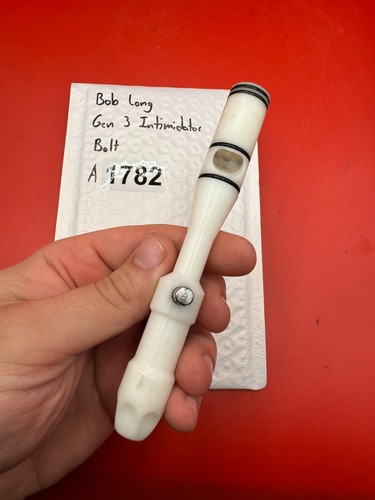 Bob Long
Gen 3 Intimidator
Bolt
A 1782